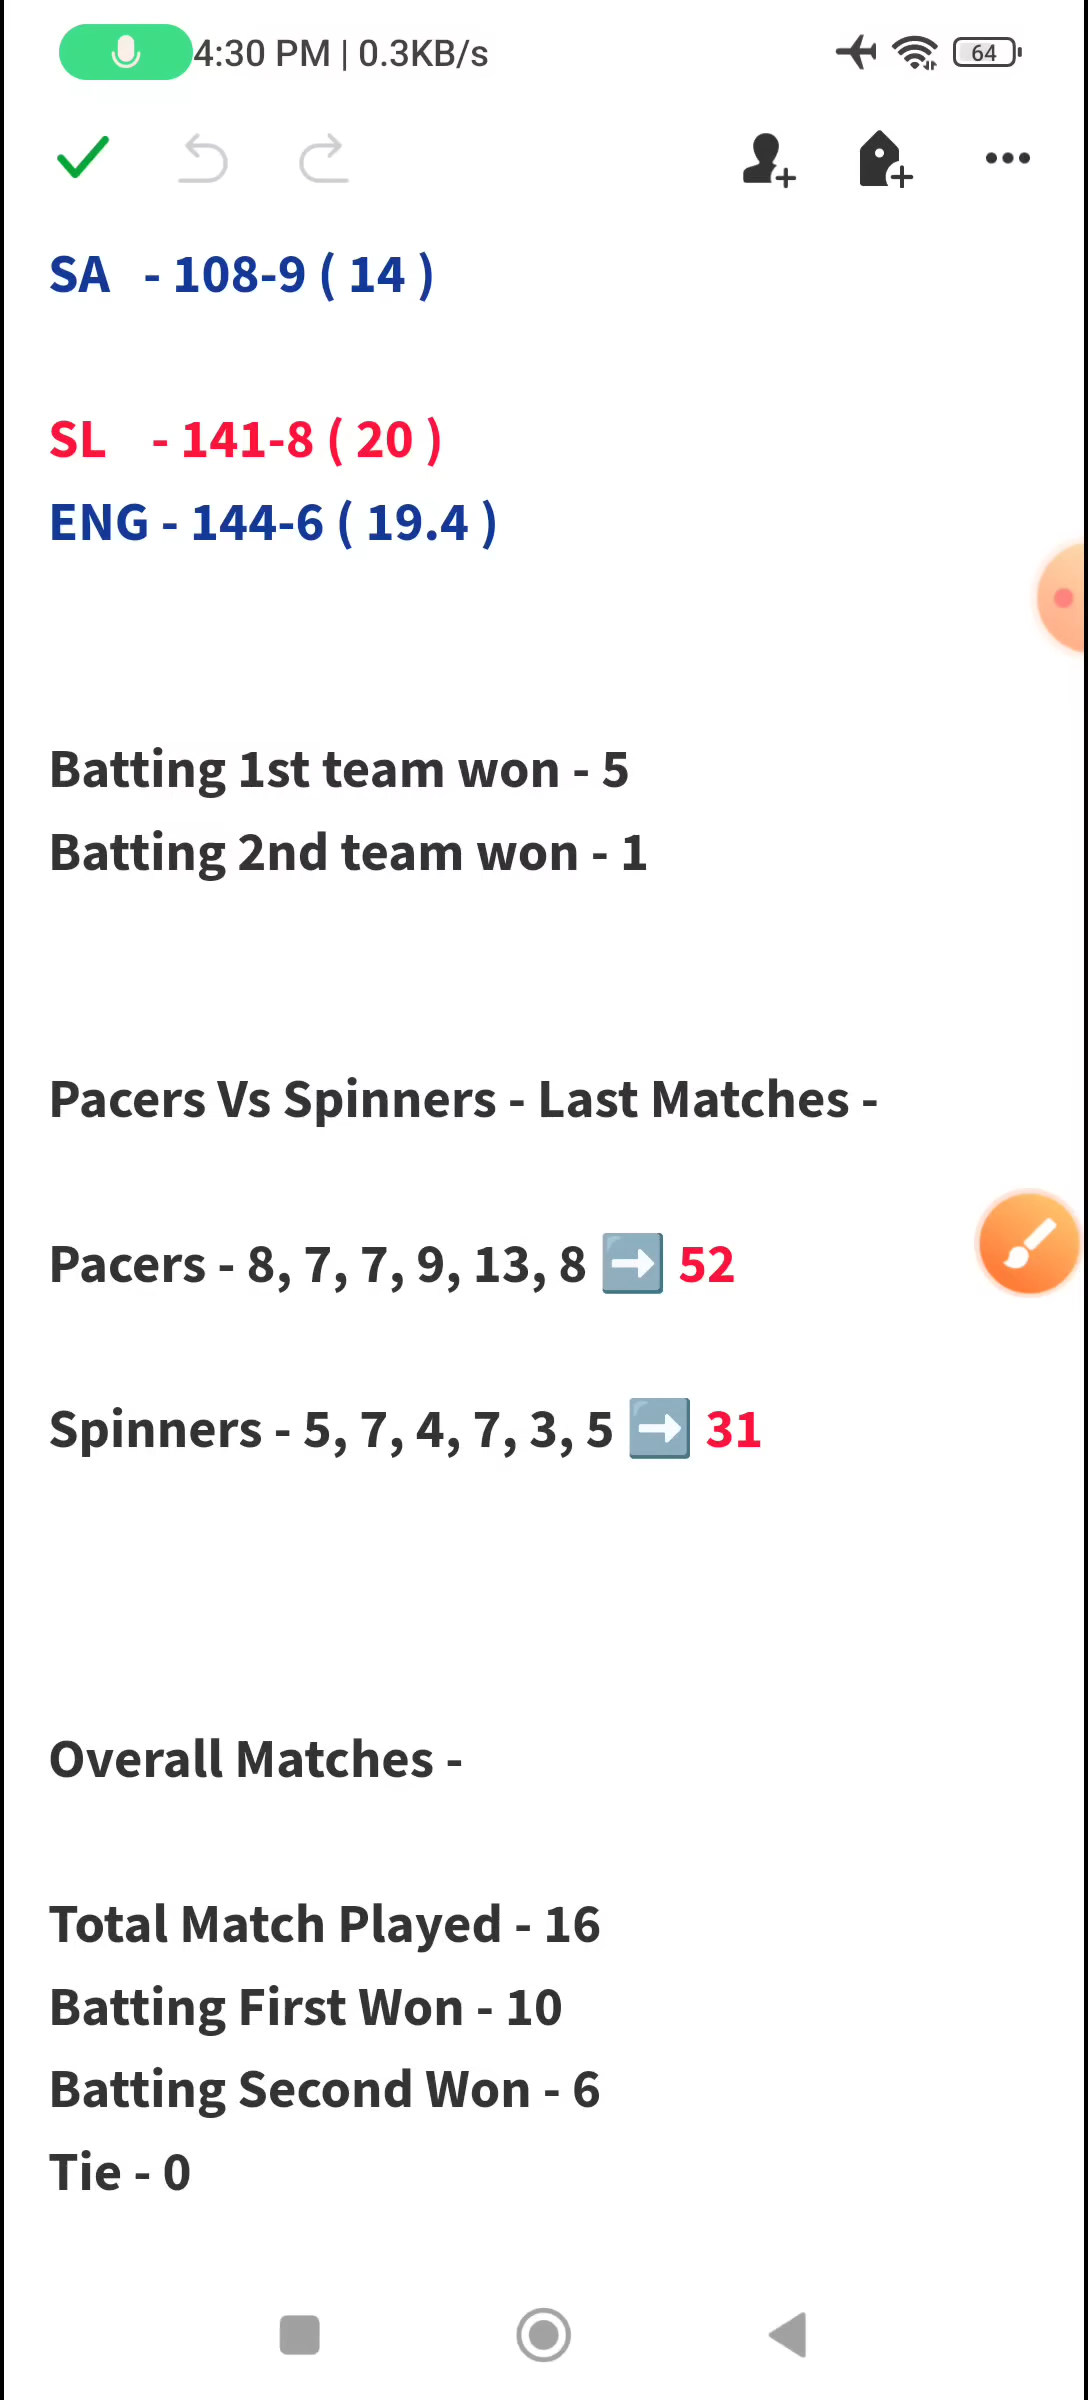 4:30 PM | 0.3KB/s 64
SA - 108-9 ( 14 )
SL - 141-8 ( 20 )
ENG - 144-6 ( 19.4 )
Batting 1st team won - 5
Batting 2nd team won - 1
Pacers Vs Spinners - Last Matches -
Pacers - 8, 7, 7, 9, 13, 8 ➡️ 52
Spinners - 5, 7, 4, 7, 3, 5 ➡️ 31
Overall Matches -
Total Match Played - 16
Batting First Won - 10
Batting Second Won - 6
Tie - 0